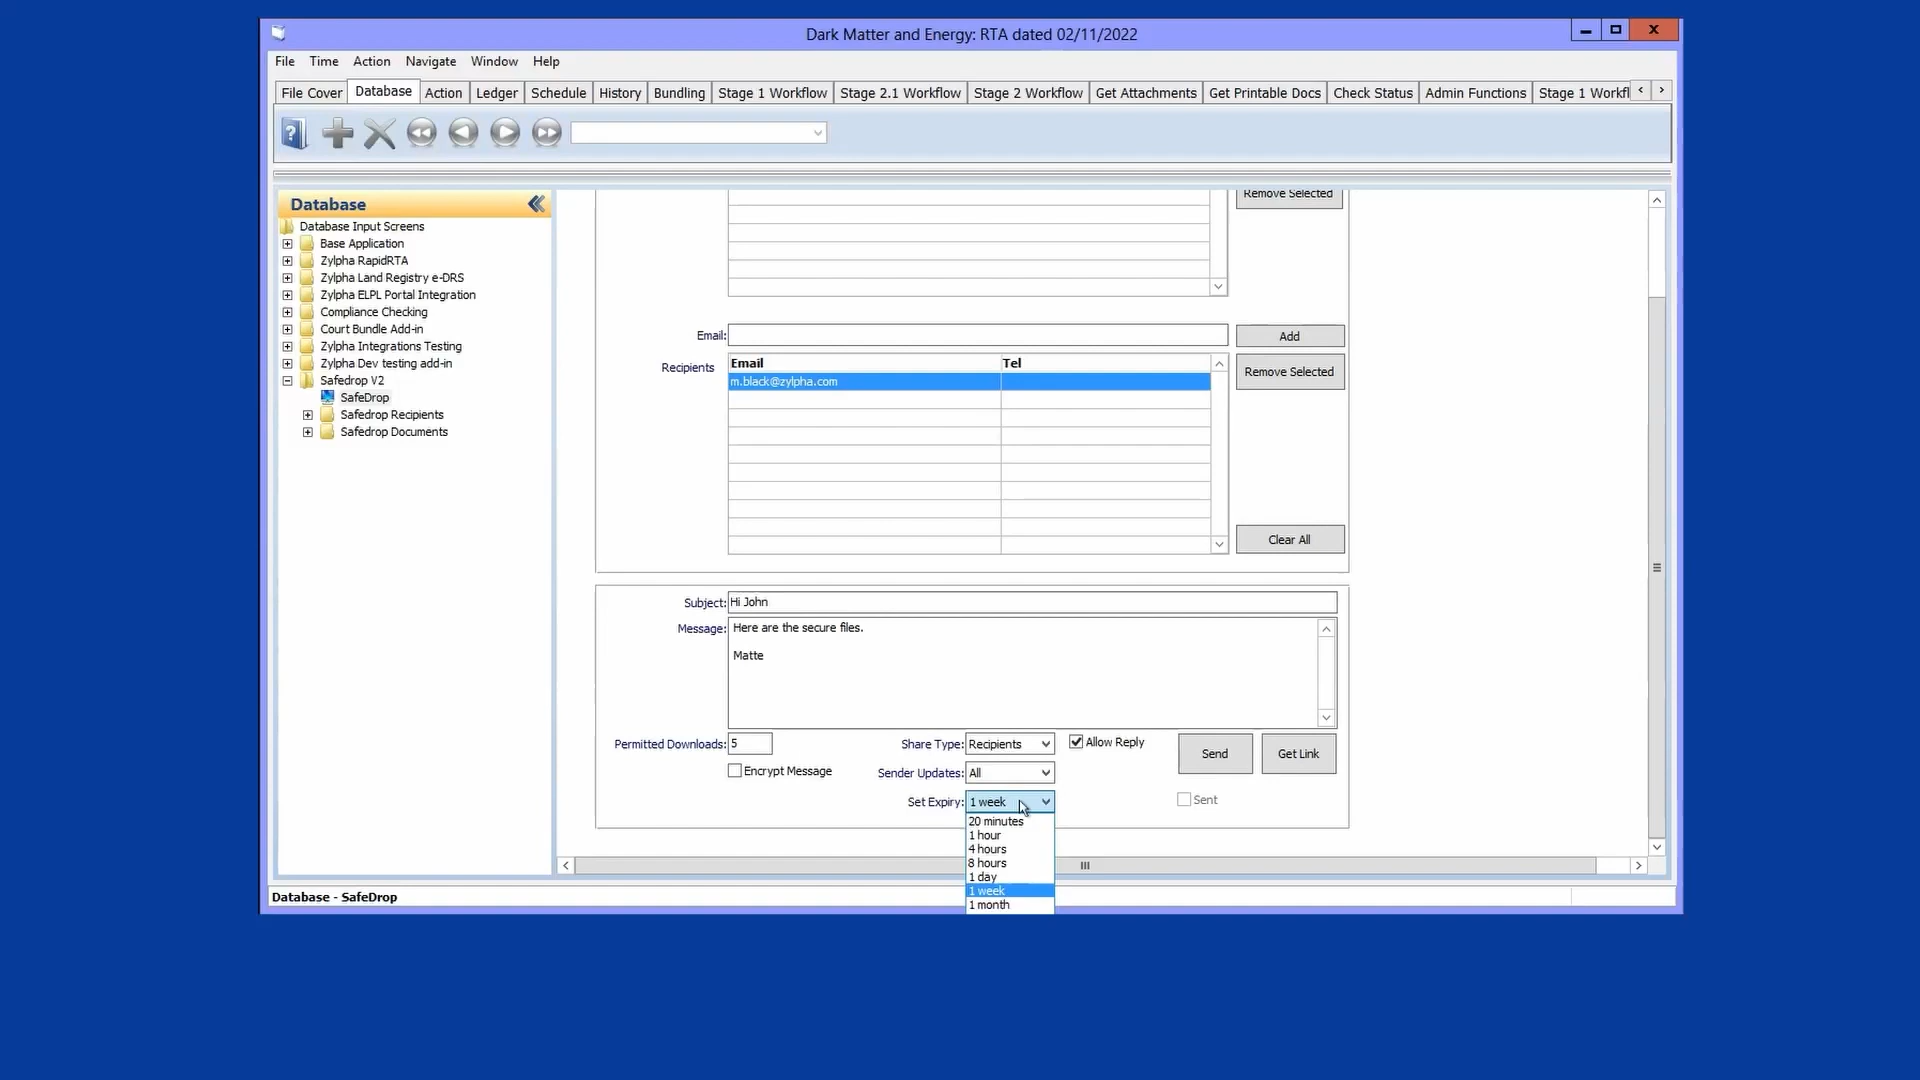 Dark Matter and Energy: RTA dated 02/11/2022
File Time Action Navigate Window Help
File Cover Database Action Ledger Schedule History Bundling Stage 1 Workflow Stage 2.1 Workflow Stage 2 Workflow Get Attachments Get Printable Docs Check Status Admin Functions Stage 1 Workfl
Database
Database Input Screens
Base Application
Zylpha RapidRTA
Zylpha Land Registry e-DRS
Zylpha ELPL Portal Integration
Compliance Checking
Court Bundle Add-in
Zylpha Integrations Testing
Zylpha Dev testing add-in
Safedrop V2
SafeDrop
Safedrop Recipients
Safedrop Documents
Remove Selected
Email: Add
Recipients Email Tel Remove Selected
m.black@zylpha.com
Clear All
Subject: Hi John
Message: Here are the secure files.
Matte
Permitted Downloads: 5 Share Type: Recipients Allow Reply Send Get Link
Encrypt Message Sender Updates: All
Set Expiry: 1 week Sent
20 minutes
1 hour
4 hours
8 hours
1 day
1 week
1 month
Database - SafeDrop